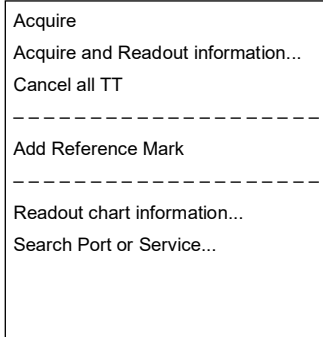 Acquire
Acquire and Readout information...
Cancel all TT
Add Reference Mark
Readout chart information...
Search Port or Service...